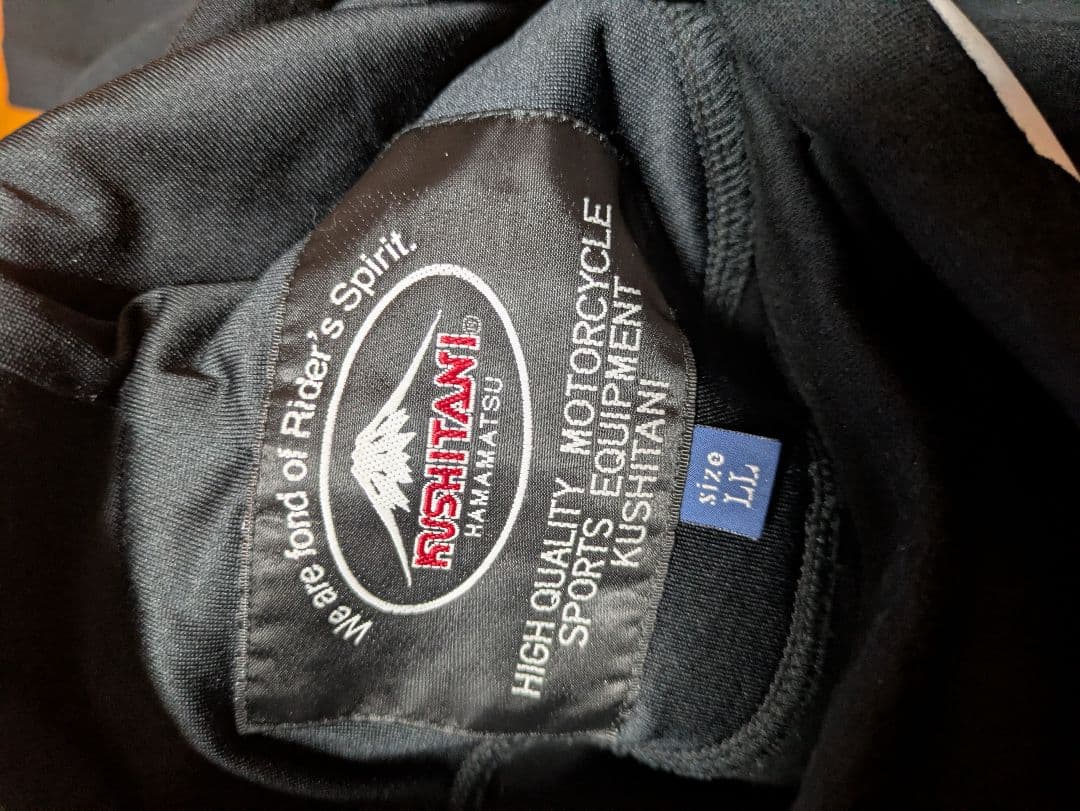 We are fond of Rider's Spirit.
KUSHITANI®
HAMAMATSU
HIGH QUALITY MOTORCYCLE
SPORTS EQUIPMENT
KUSHITANI
size
LL